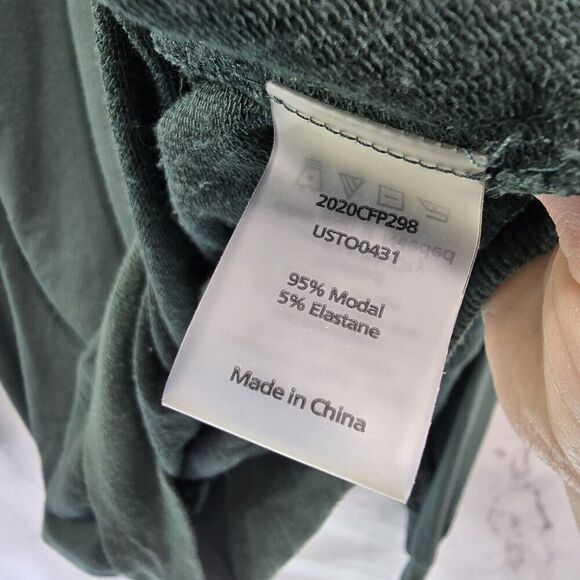 2020CFP298
USTO0431
95% Modal
5% Elastane
Made in China